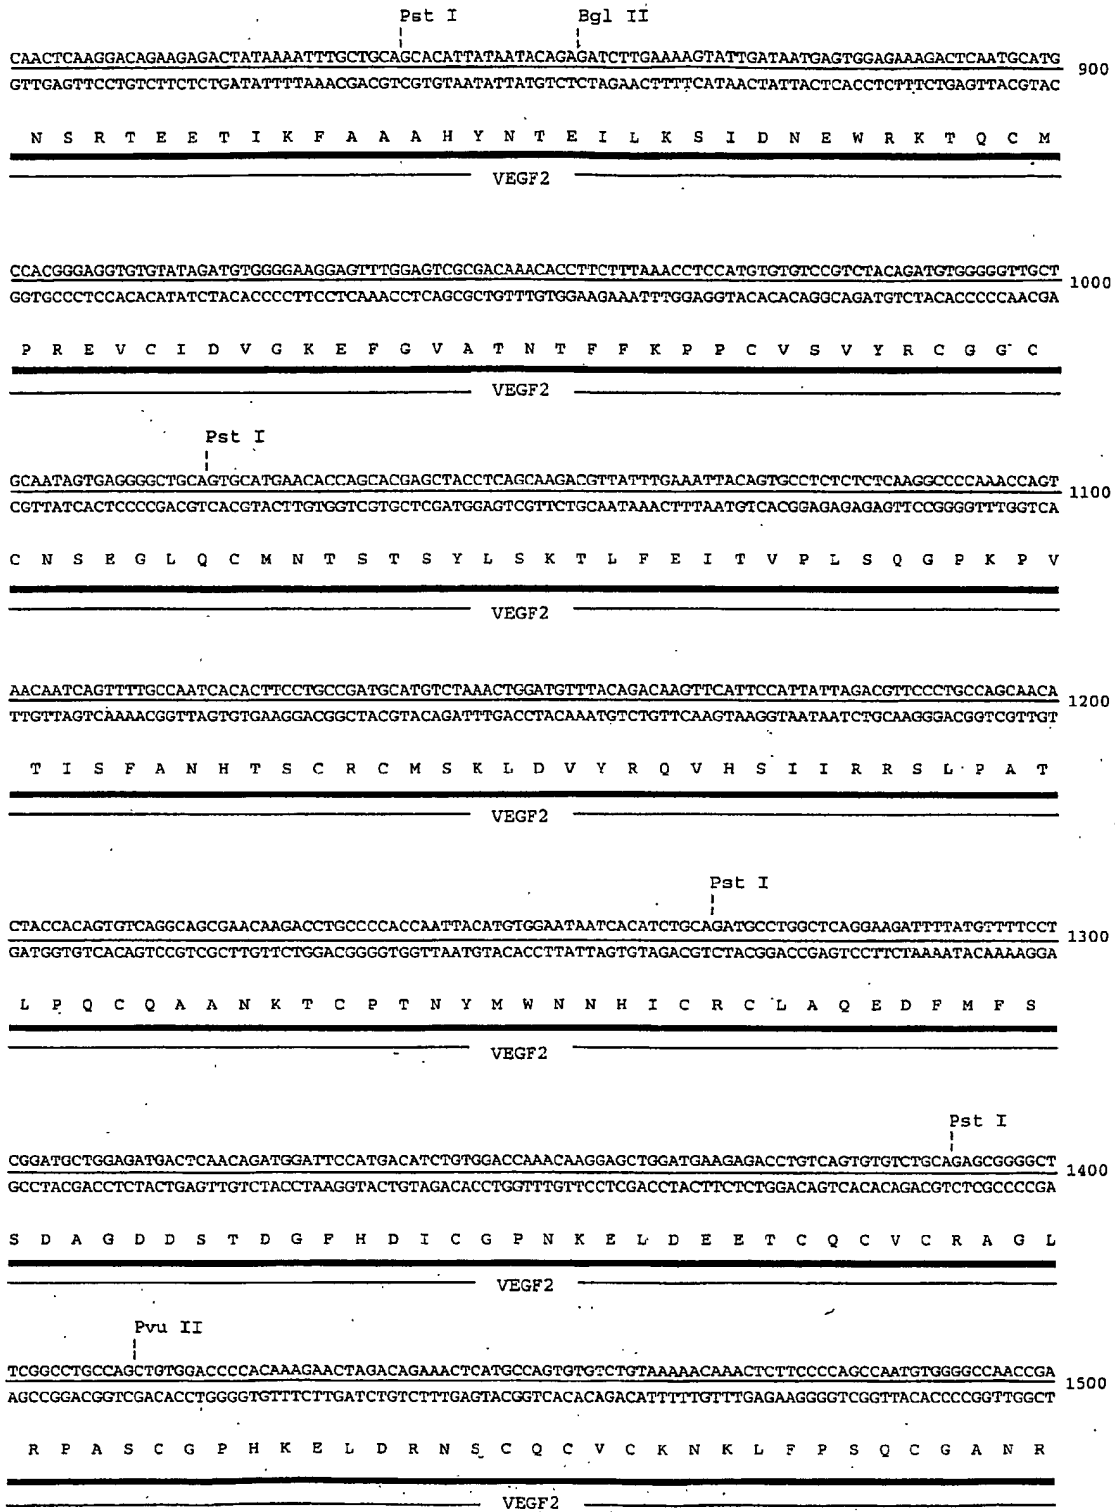 Pst I Bgl II
CAACTCAAGGACAGAAGAGACTATAAAATTTGCTGCAGCACATTATAATACAGAGATCTTGAAAAGTATTGATAATGAGTGGAGAAAGACTCAATGCATG 900
GTTGAGTTCCTGTCTTCTCTGATATTTTAAACGACGTCGTGTAATATTATGTCTCTAGAACTTTTCATAACTATTACTCACCTCTTTCTGAGTTACGTAC
N S R T E E T I K F A A A H Y N T E I L K S I D N E W R K T Q C M
VEGF2
CCACGGGAGGTGTGTATAGATGTGGGGAAGGAGTTTGGAGTCGCGACAAACACCTTCTTTAAACCTCCATGTGTGTCCGTCTACAGATGTGGGGGTTGCT 1000
GGTGCCCTCCACACATATCTACACCCCTTCCTCAAACCTCAGCGCTGTTTGTGGAAGAAATTTGGAGGTACACACAGGCAGATGTCTACACCCCCAACGA
P R E V C I D V G K E F G V A T N T F F K P P C V S V Y R C G G C
VEGF2
Pst I
GCAATAGTGAGGGGCTGCAGTGCATGAACACCAGCACGAGCTACCTCAGCAAGACGTTATTTGAAATTACAGTGCCTCTCTCTCAAGGCCCCAAACCAGT 1100
CGTTATCACTCCCCGACGTCACGTACTTGTGGTCGTGCTCGATGGAGTCGTTCTGCAATAAACTTTAATGTCACGGAGAGAGAGTTCCGGGGTTTGGTCA
C N S E G L Q C M N T S T S Y L S K T L F E I T V P L S Q G P K P V
VEGF2
AACAATCAGTTTTGCCAATCACACTTCCTGCCGATGCATGTCTAAACTGGATGTTTACAGACAAGTTCATTCCATTATTAGACGTTCCCTGCCAGCAACA 1200
TTGTTAGTCAAAACGGTTAGTGTGAAGGACGGCTACGTACAGATTTGACCTACAAATGTCTGTTCAAGTAAGGTAATAATCTGCAAGGGACGGTCGTTGT
T I S F A N H T S C R C M S K L D V Y R Q V H S I I R R S L P A T
VEGF2
Pst I
CTACCACAGTGTCAGGCAGCGAACAAGACCTGCCCCACCAATTACATGTGGAATAATCACATCTGCAGATGCCTGGCTCAGGAAGATTTTATGTTTTCCT 1300
GATGGTGTCACAGTCCGTCGCTTGTTCTGGACGGGGTGGTTAATGTACACCTTATTAGTGTAGACGTCTACGGACCGAGTCCTTCTAAAATACAAAAGGA
L P Q C Q A A N K T C P T N Y M W N N H I C R C L A Q E D F M F S
VEGF2
Pst I
CGGATGCTGGAGATGACTCAACAGATGGATTCCATGACATCTGTGGACCAAACAAGGAGCTGGATGAAGAGACCTGTCAGTGTGTCTGCAGAGCGGGGCT 1400
GCCTACGACCTCTACTGAGTTGTCTACCTAAGGTACTGTAGACACCTGGTTTGTTCCTCGACCTACTTCTCTGGACAGTCACACAGACGTCTCGCCCCGA
S D A G D D S T D G F H D I C G P N K E L D E E T C Q C V C R A G L
VEGF2
Pvu II
TCGGCCTGCCAGCTGTGGACCCCACAAAGAACTAGACAGAAACTCATGCCAGTGTGTCTGTAAAAACAAACTCTTCCCCAGCCAATGTGGGGCCAACCGA 1500
AGCCGGACGGTCGACACCTGGGGTGTTTCTTGATCTGTCTTTGAGTACGGTCACACAGACATTTTTGTTTGAGAAGGGGTCGGTTACACCCCGGTTGGCT
R P A S C G P H K E L D R N S C Q C V C K N K L F P S Q C G A N R
VEGF2